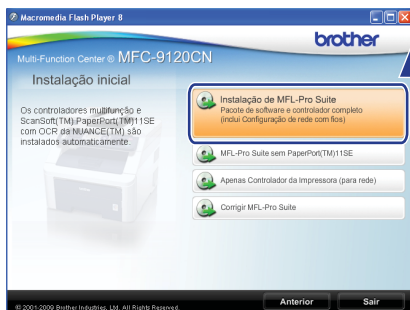 Macromedia Flash Player 8
brother
Multi-Function Center ® MFC-9120CN
Instalação inicial
Os controladores multifunção e
ScanSoft(TM) PaperPort(TM)11SE
com OCR da NUANCE(TM) são
instalados automaticamente.
Instalação de MFL-Pro Suite
Pacote de software e controlador completo
(inclui Configuração de rede com fios)
MFL-Pro Suite sem PaperPort(TM)11SE
Apenas Controlador da Impressora (para rede)
Corrigir MFL-Pro Suite
© 2001-2009 Brother Industries, Ltd. All Rights Reserved.
Anterior
Sair